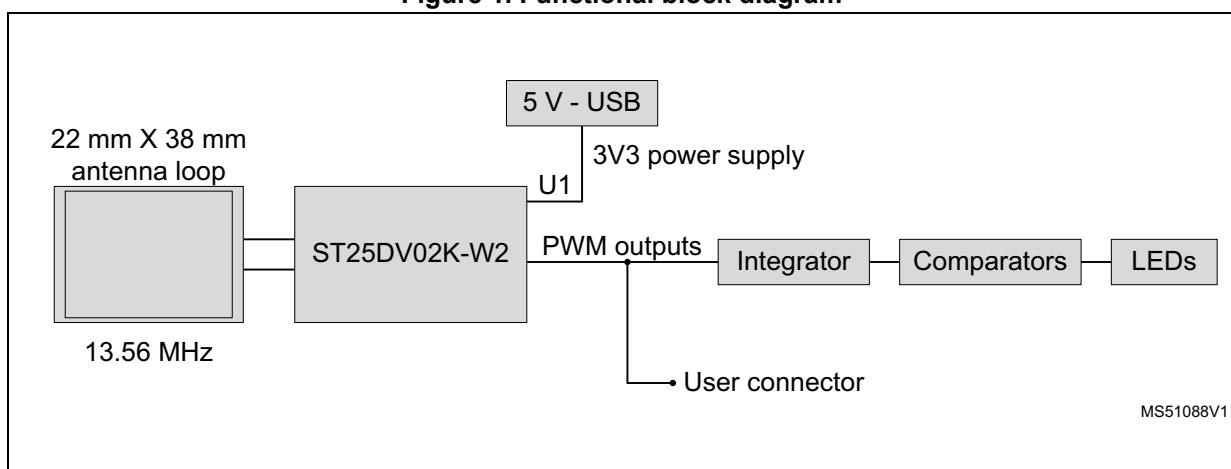 Figure 1. Functional block diagram
5 V - USB
22 mm X 38 mm
antenna loop
3V3 power supply
U1
ST25DV02K-W2
PWM outputs
Integrator
Comparators
LEDs
13.56 MHz
User connector
MS51088V1